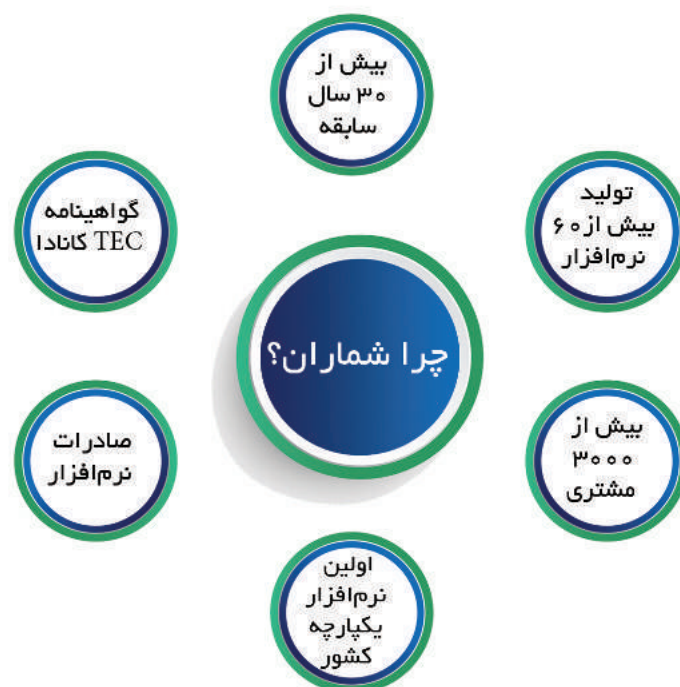 چرا شماران؟
بیش از
۳۰ سال
سابقه
تولید
بیش از ۶۰
نرم‌افزار
بیش از
۳۰۰۰
مشتری
اولین
نرم‌افزار
یکپارچه
کشور
صادرات
نرم‌افزار
گواهینامه
TEC کانادا